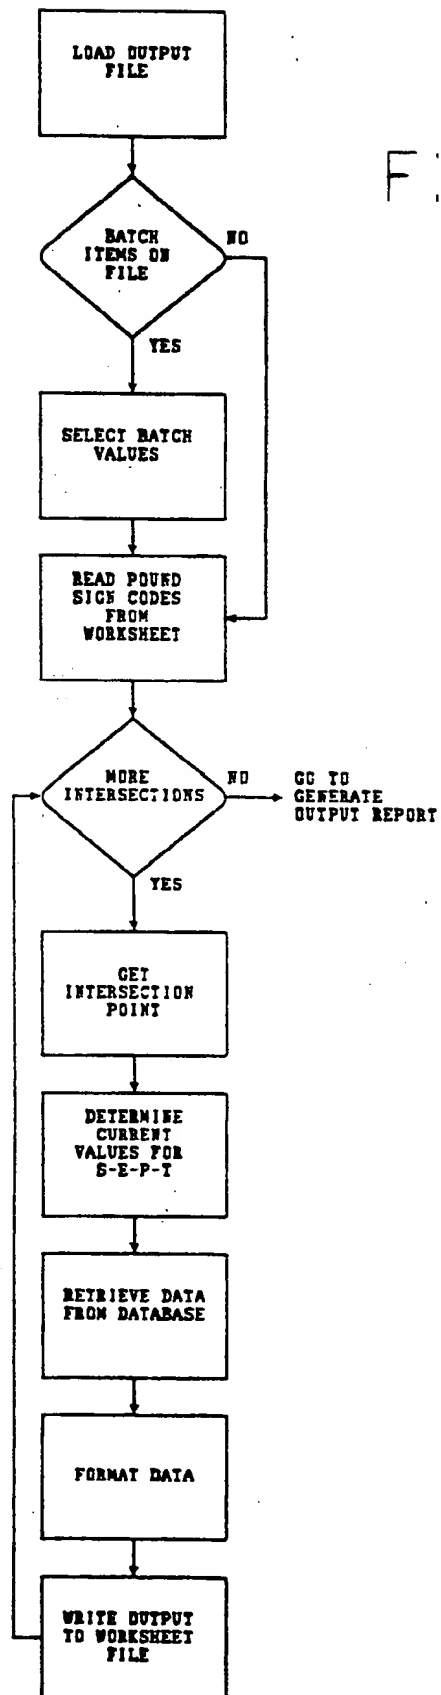 LOAD OUTPUT
FILE
BATCH
ITEMS ON
FILE
NO
YES
SELECT BATCH
VALUES
READ POUND
SIGN CODES
FROM
WORKSHEET
MORE
INTERSECTIONS
NO
GO TO
GENERATE
OUTPUT REPORT
YES
GET
INTERSECTION
POINT
DETERMINE
CURRENT
VALUES FOR
S-E-P-T
RETRIEVE DATA
FROM DATABASE
FORMAT DATA
WRITE OUTPUT
TO WORKSHEET
FILE